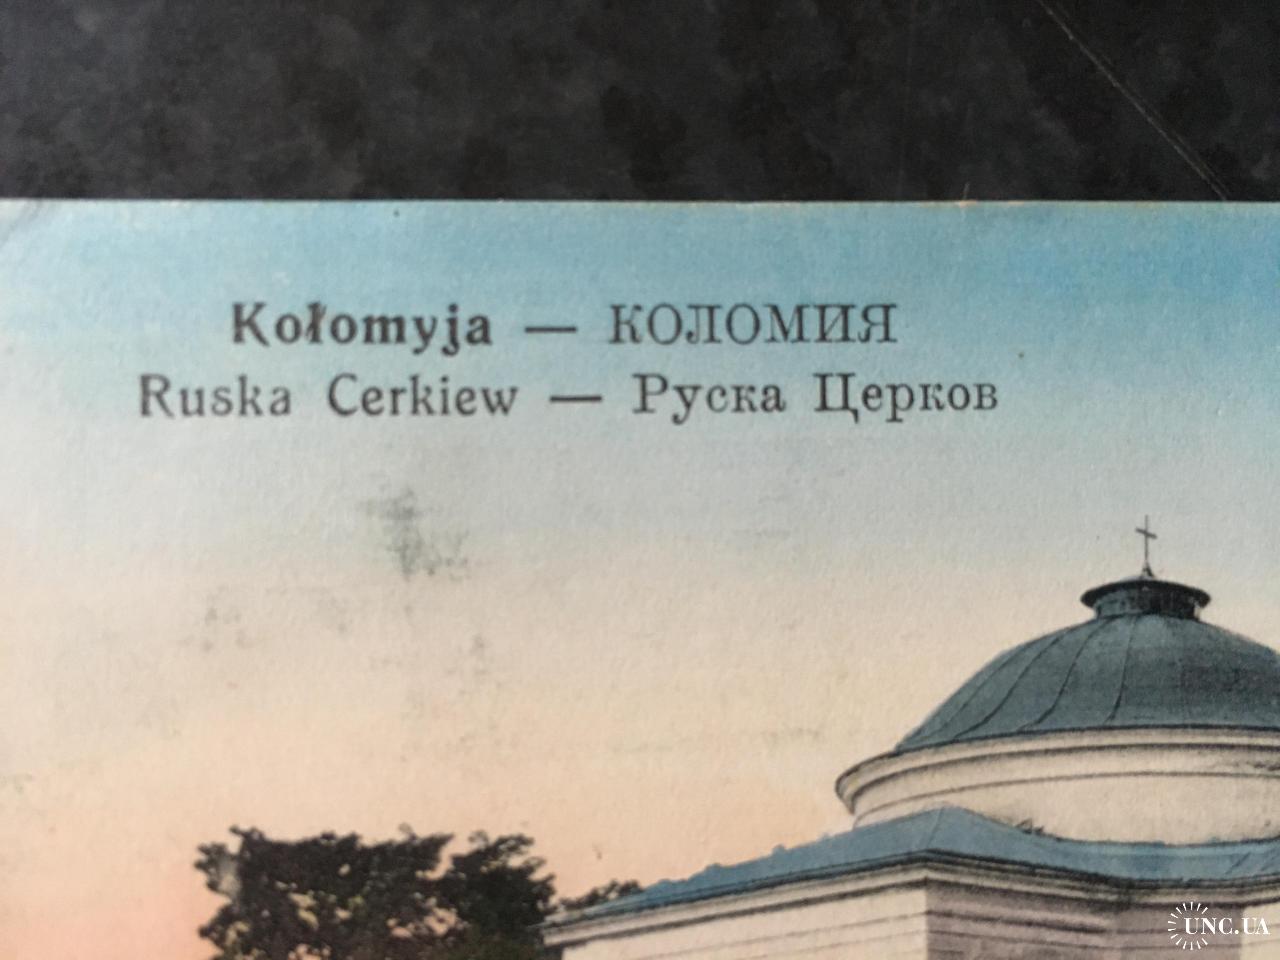 Kołomyja — КОЛОМИЯ
Ruska Cerkiew — Руска Церков
UNC.UA